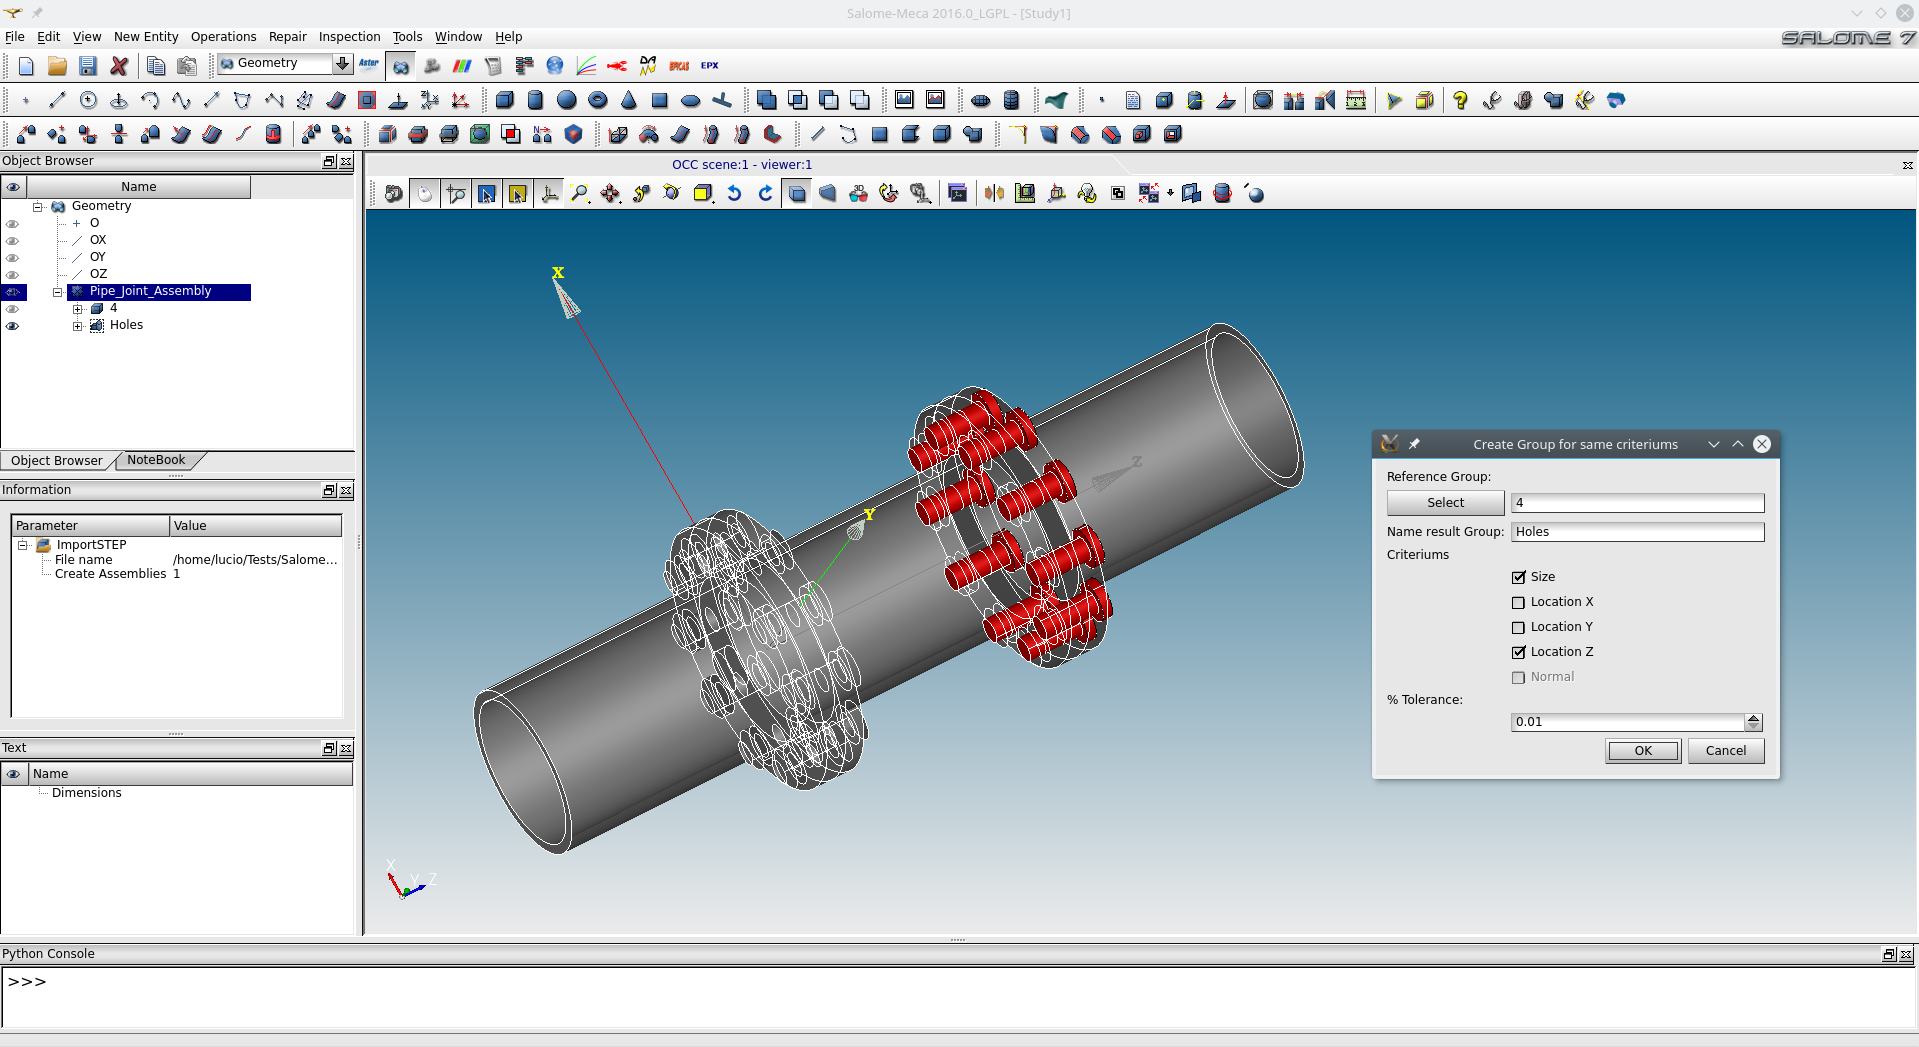 Salome-Meca 2016.0_LGPL - [Study1]
File Edit View New Entity Operations Repair Inspection Tools Window Help
SALOME 7
Geometry
Aster
EFICAS
EPX
Object Browser
OCC scene:1 - viewer:1
Name
Geometry
O
OX
OY
OZ
Pipe_Joint_Assembly
4
Holes
Object Browser NoteBook
Information
Parameter Value
ImportSTEP
File name /home/lucio/Tests/Salome...
Create Assemblies 1
Text
Name
Dimensions
X
Y
Z
X
Y
Z
Create Group for same criteriums
Reference Group:
Select 4
Name result Group: Holes
Criteriums
Size
Location X
Location Y
Location Z
Normal
% Tolerance:
0.01
OK Cancel
Python Console
>>>